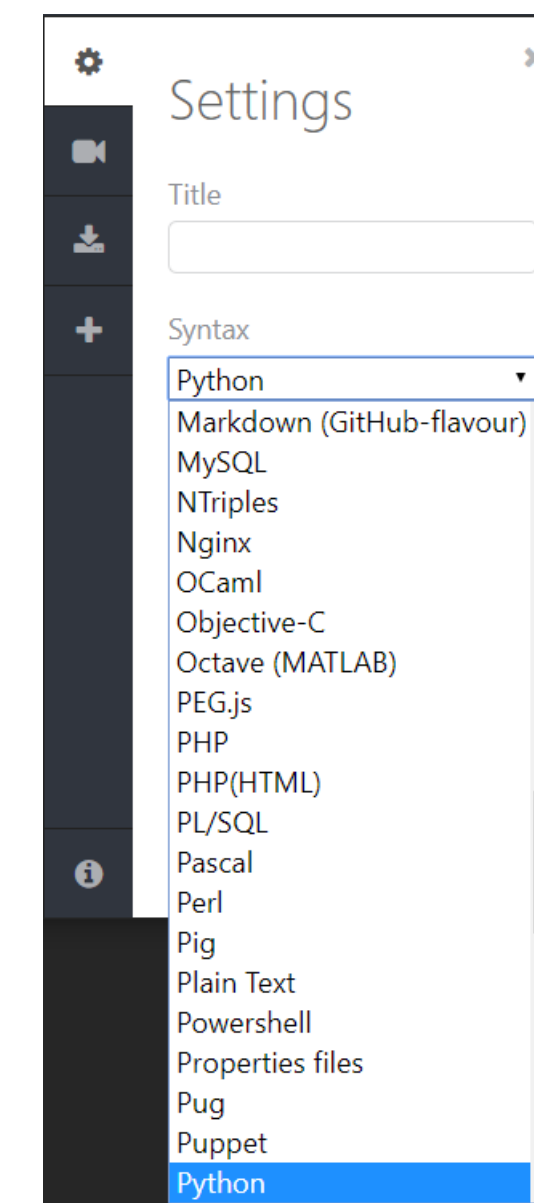 Settings
Title
Syntax
Python
Markdown (GitHub-flavour)
MySQL
NTriples
Nginx
OCaml
Objective-C
Octave (MATLAB)
PEG.js
PHP
PHP(HTML)
PL/SQL
Pascal
Perl
Pig
Plain Text
Powershell
Properties files
Pug
Puppet
Python